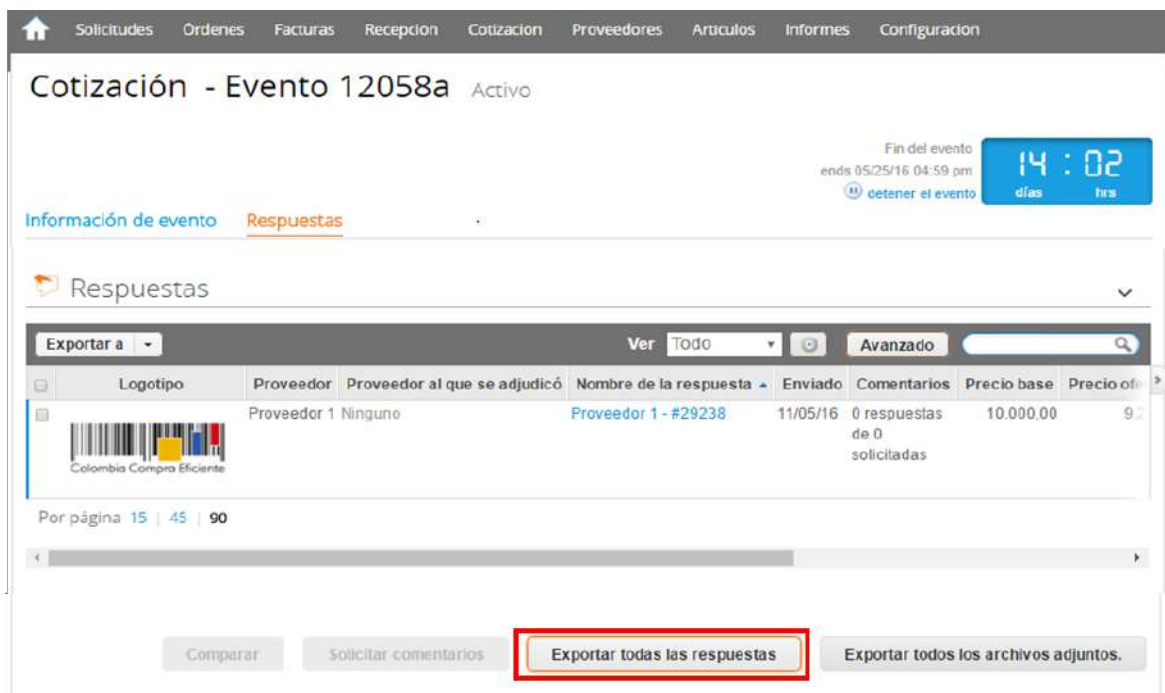 Solicitudes Ordenes Facturas Recepcion Cotizacion Proveedores Articulos Informes Configuracion
Cotización - Evento 12058a Activo
Fin del evento
ends 05/25/16 04:59 pm
detener el evento
14 : 02
días hrs
Información de evento Respuestas
Respuestas
Exportar a Ver Todo Avanzado
Logotipo Proveedor Proveedor al que se adjudicó Nombre de la respuesta Enviado Comentarios Precio base Precio ofe
Proveedor 1 Ninguno Proveedor 1 - #29238 11/05/16 0 respuestas 10.000,00 9.2
de 0
solicitadas
Colombia Compra Eficiente
Por página 15 | 45 | 90
Comparar Solicitar comentarios Exportar todas las respuestas Exportar todos los archivos adjuntos.